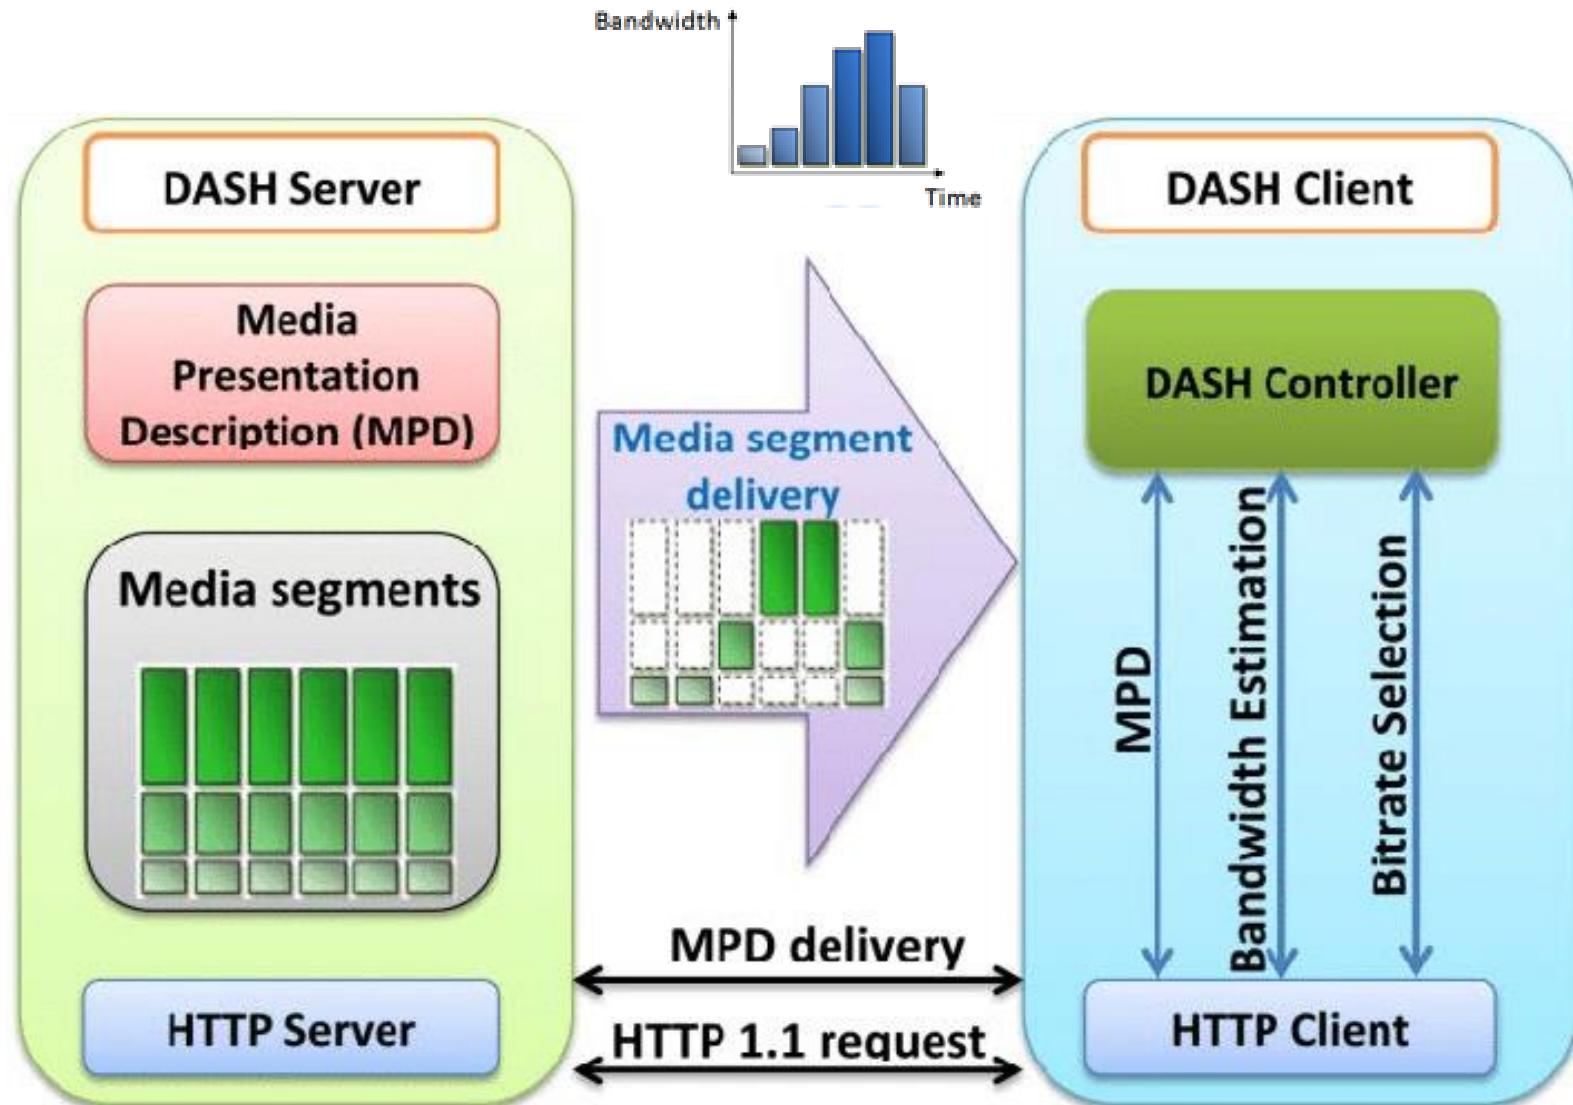 Bandwidth
Time
DASH Server
Media
Presentation
Description (MPD)
Media segments
HTTP Server
Media segment
delivery
MPD delivery
HTTP 1.1 request
DASH Client
DASH Controller
MPD
Bandwidth Estimation
Bitrate Selection
HTTP Client